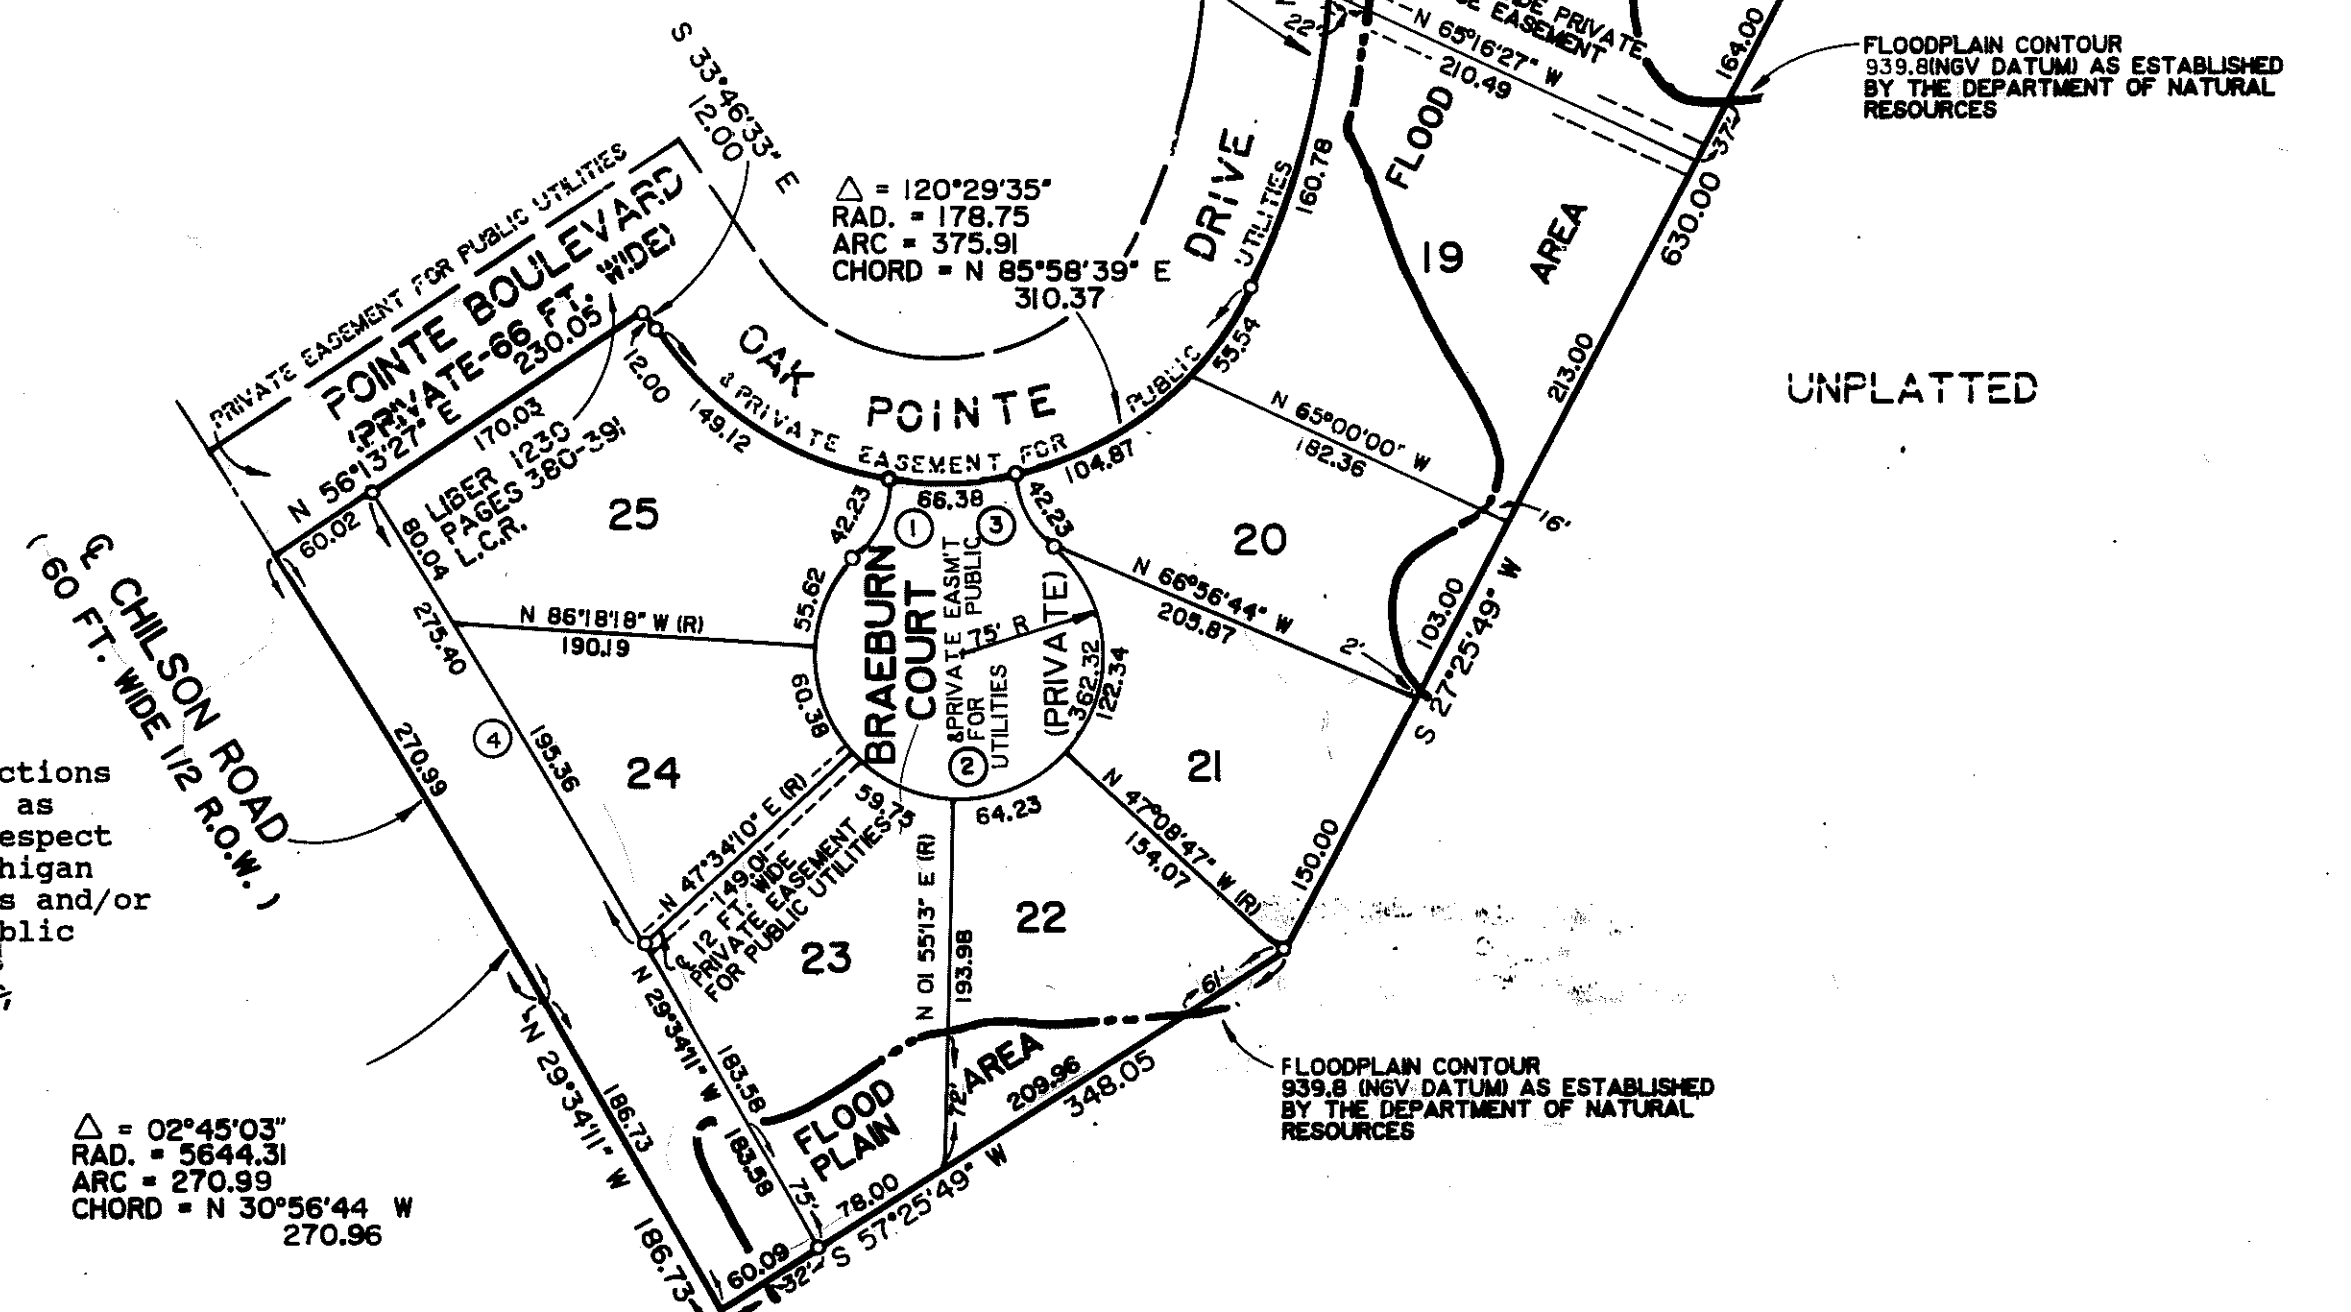 S 33°46'33" E
12.00
PRIVATE EASEMENT FOR PUBLIC UTILITIES
POINTE BOULEVARD
(PRIVATE-66 FT. WIDE)
N 56°13'27" E
230.05
170.03
60.02
LIBER 1230
PAGES 380-391
L.C.R.
△ = 120°29'35"
RAD. = 178.75
ARC = 375.91
CHORD = N 85°58'39" E
310.37
22'
DE PRIVATE
CE EASEMENT
N 65°16'27" W
210.49
164.00
FLOODPLAIN CONTOUR
939.8(NGV DATUM) AS ESTABLISHED
BY THE DEPARTMENT OF NATURAL
RESOURCES
37'
630.00
FLOOD
AREA
19
160.78
OAK
POINTE
DRIVE
& PRIVATE EASEMENT FOR PUBLIC UTILITIES
12.00
149.12
66.38
104.87
55.54
213.00
UNPLATTED
N 65°00'00" W
182.36
16'
25
20
80.04
275.40
42.23
42.23
1
3
BRAEBURN
COURT
&PRIVATE EASM'T
FOR PUBLIC
UTILITIES
(PRIVATE)
75' R
362.32
122.34
55.62
N 86°18'18" W (R)
190.19
60.38
N 66°56'44" W
205.87
2'
103.00
S 27°25'49" W
℄ CHILSON ROAD
( 60 FT. WIDE 1/2 R.O.W. )
270.99
4
195.36
24
21
2
59.75
64.23
N 47°08'47" W (R)
154.07
150.00
N 47°34'10" E (R)
149.01
℄ 12 FT. WIDE
PRIVATE EASEMENT
FOR PUBLIC UTILITIES
ctions
as
espect
higan
s and/or
blic
23
22
N 01 55'13" E (R)
193.98
61'
N 29°34'11" W
183.58
183.58
N 29°34'11" W
186.73
186.73
FLOOD
PLAIN
AREA
72'
209.96
348.05
FLOODPLAIN CONTOUR
939.8 (NGV DATUM) AS ESTABLISHED
BY THE DEPARTMENT OF NATURAL
RESOURCES
75'
78.00
S 57°25'49" W
60.09
32'
△ = 02°45'03"
RAD. = 5644.31
ARC = 270.99
CHORD = N 30°56'44 W
270.96